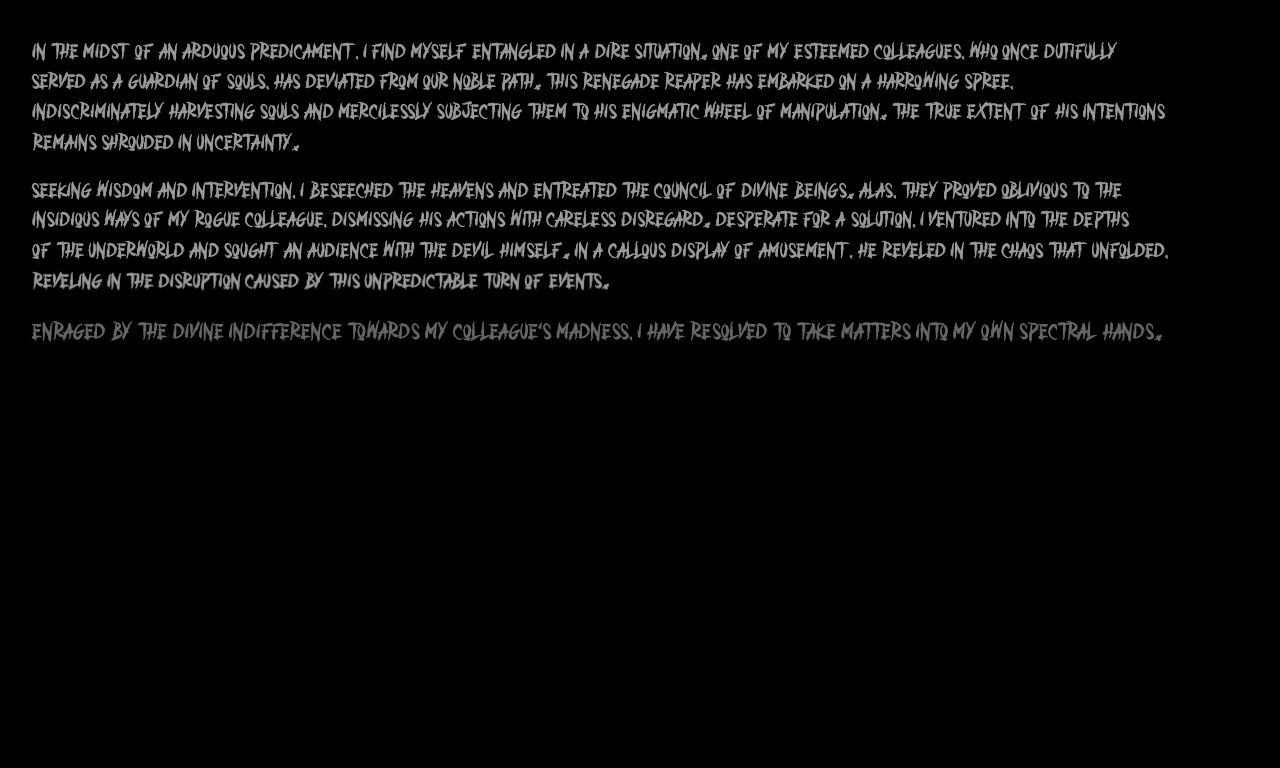 IN THE MIDST OF AN ARDUOUS PREDICAMENT, I FIND MYSELF ENTANGLED IN A DIRE SITUATION. ONE OF MY ESTEEMED COLLEAGUES, WHO ONCE DUTIFULLY
SERVED AS A GUARDIAN OF SOULS, HAS DEVIATED FROM OUR NOBLE PATH. THIS RENEGADE REAPER HAS EMBARKED ON A HARROWING SPREE,
INDISCRIMINATELY HARVESTING SOULS AND MERCILESSLY SUBJECTING THEM TO HIS ENIGMATIC WHEEL OF MANIPULATION. THE TRUE EXTENT OF HIS INTENTIONS
REMAINS SHROUDED IN UNCERTAINTY.
SEEKING WISDOM AND INTERVENTION, I BESEECHED THE HEAVENS AND ENTREATED THE COUNCIL OF DIVINE BEINGS. ALAS, THEY PROVED OBLIVIOUS TO THE
INSIDIOUS WAYS OF MY ROGUE COLLEAGUE, DISMISSING HIS ACTIONS WITH CARELESS DISREGARD. DESPERATE FOR A SOLUTION, I VENTURED INTO THE DEPTHS
OF THE UNDERWORLD AND SOUGHT AN AUDIENCE WITH THE DEVIL HIMSELF. IN A CALLOUS DISPLAY OF AMUSEMENT, HE REVELED IN THE CHAOS THAT UNFOLDED,
REVELING IN THE DISRUPTION CAUSED BY THIS UNPREDICTABLE TURN OF EVENTS.
ENRAGED BY THE DIVINE INDIFFERENCE TOWARDS MY COLLEAGUE'S MADNESS, I HAVE RESOLVED TO TAKE MATTERS INTO MY OWN SPECTRAL HANDS.